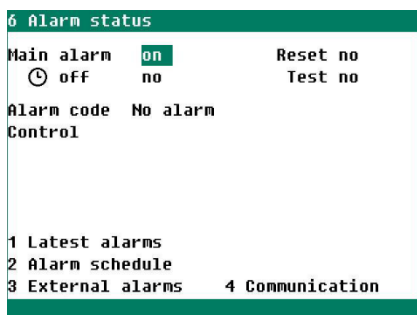 6 Alarm status
Main alarm on Reset no
off no Test no
Alarm code No alarm
Control
1 Latest alarms
2 Alarm schedule
3 External alarms 4 Communication